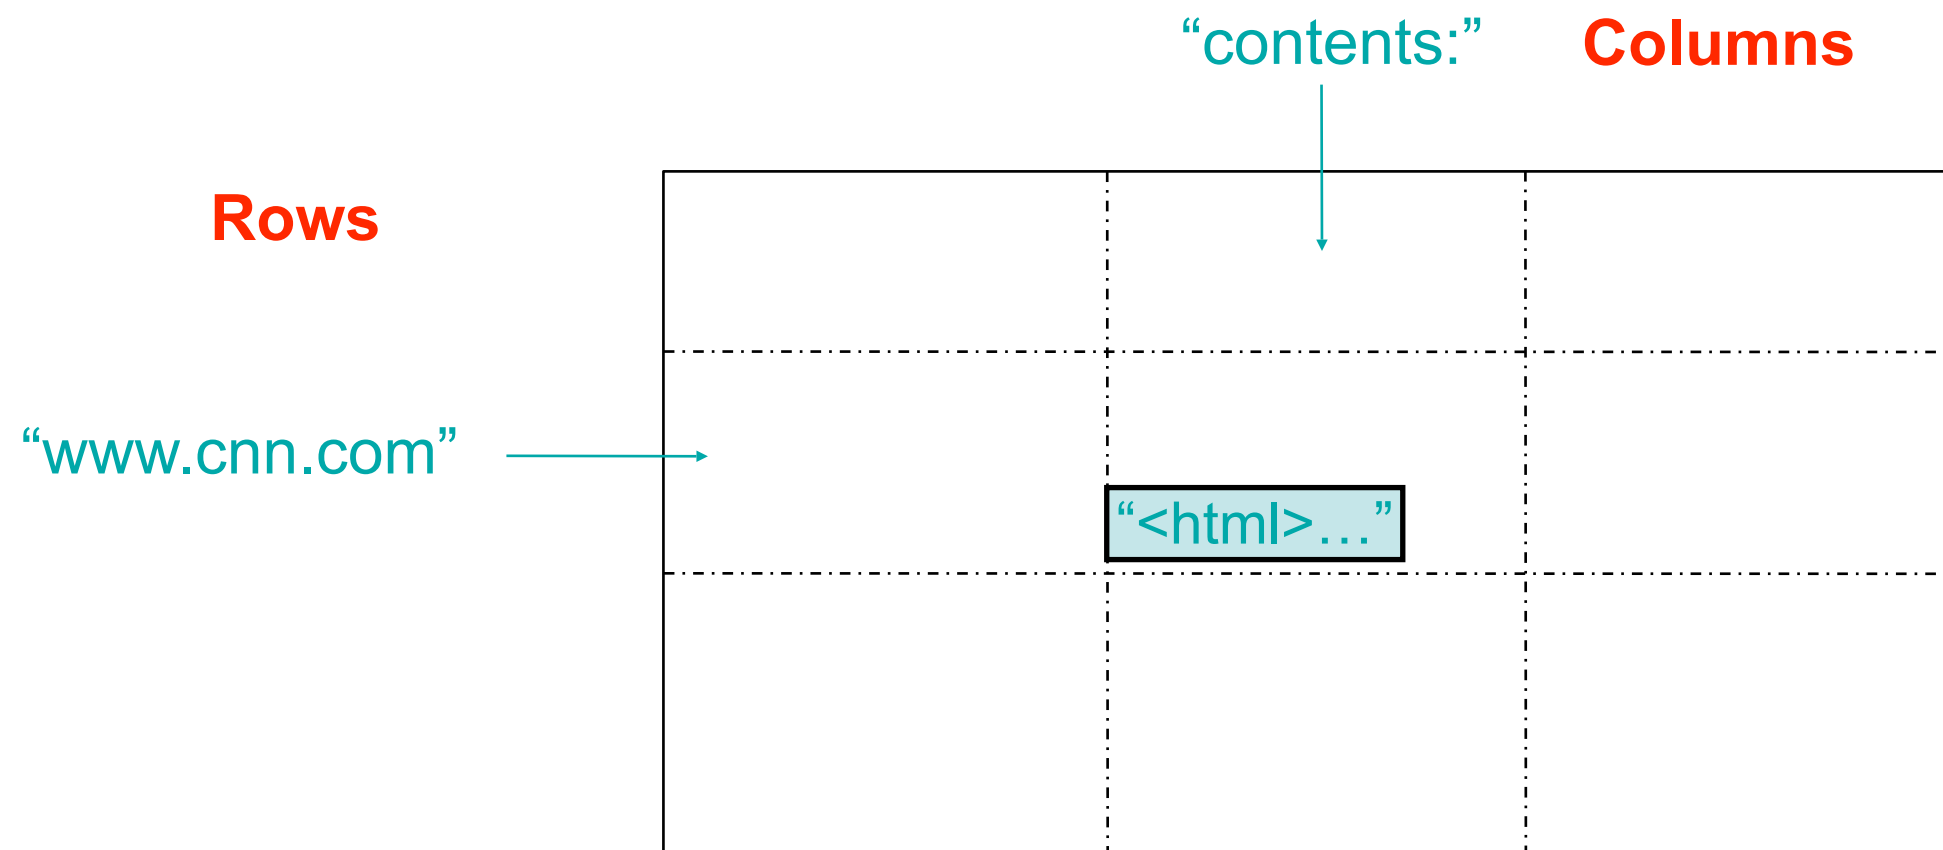 “contents:”
Columns
Rows
“www.cnn.com”
“<html>…”